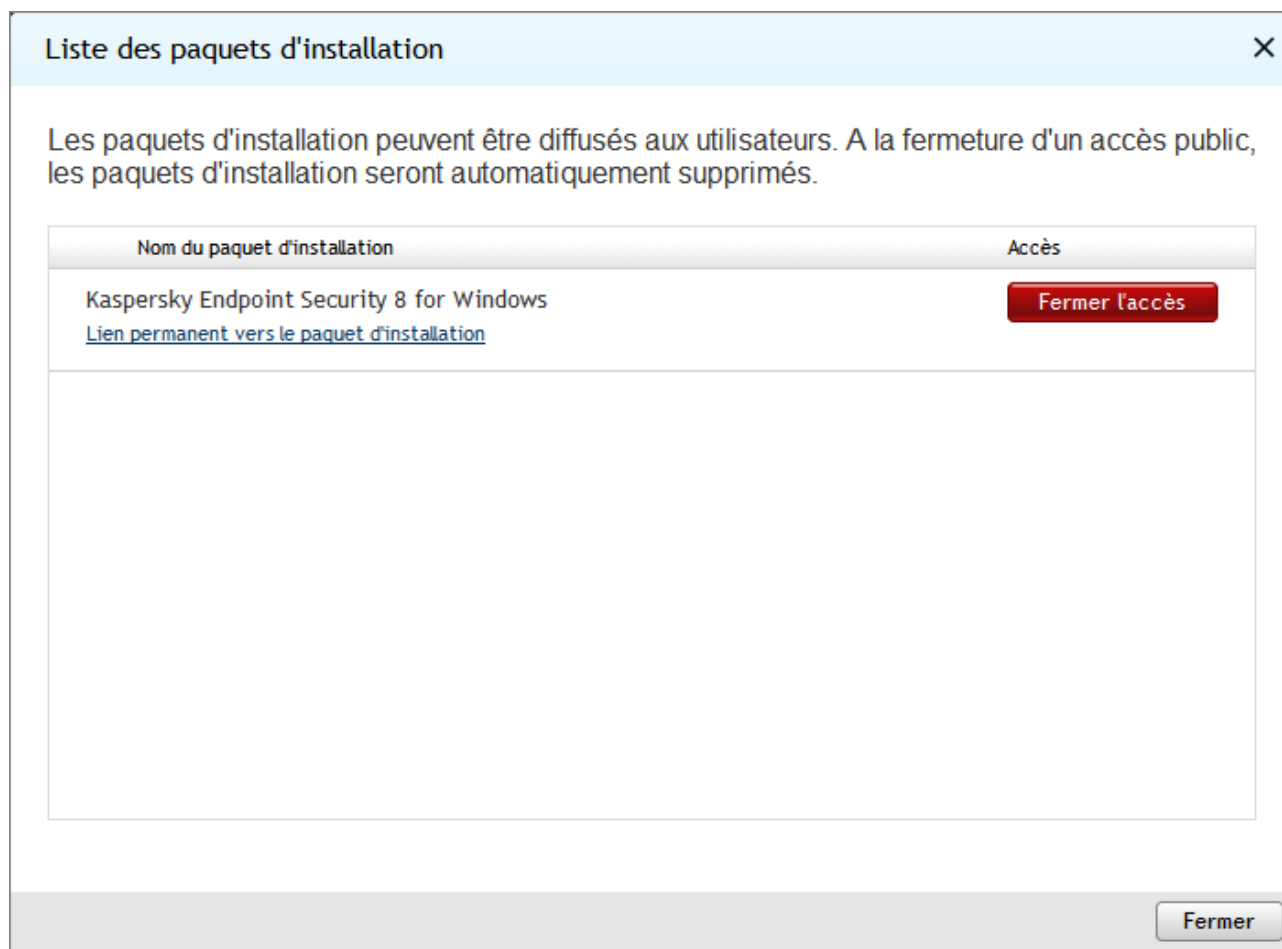 Liste des paquets d'installation
Les paquets d'installation peuvent être diffusés aux utilisateurs. A la fermeture d'un accès public,
les paquets d'installation seront automatiquement supprimés.
Nom du paquet d'installation Accès
Kaspersky Endpoint Security 8 for Windows Fermer l'accès
Lien permanent vers le paquet d'installation
Fermer